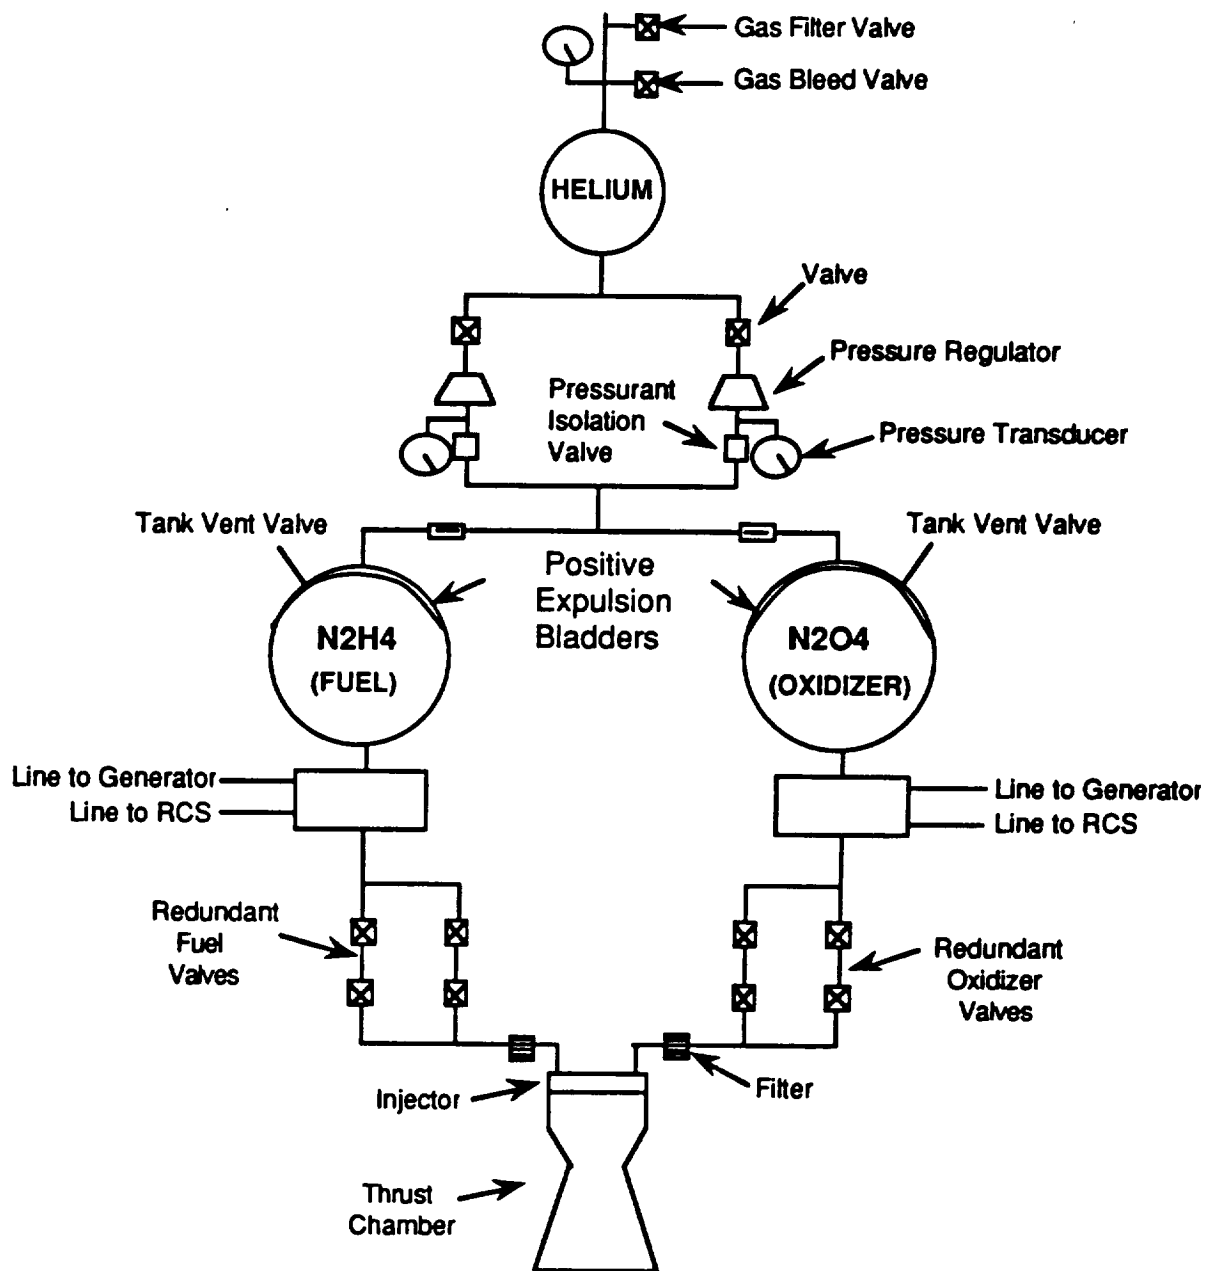 Gas Filter Valve
Gas Bleed Valve
HELIUM
Valve
Pressure Regulator
Pressurant
Isolation
Valve
Pressure Transducer
Tank Vent Valve
Tank Vent Valve
Positive
Expulsion
Bladders
N2H4
(FUEL)
N2O4
(OXIDIZER)
Line to Generator
Line to RCS
Line to Generator
Line to RCS
Redundant
Fuel
Valves
Redundant
Oxidizer
Valves
Injector
Filter
Thrust
Chamber